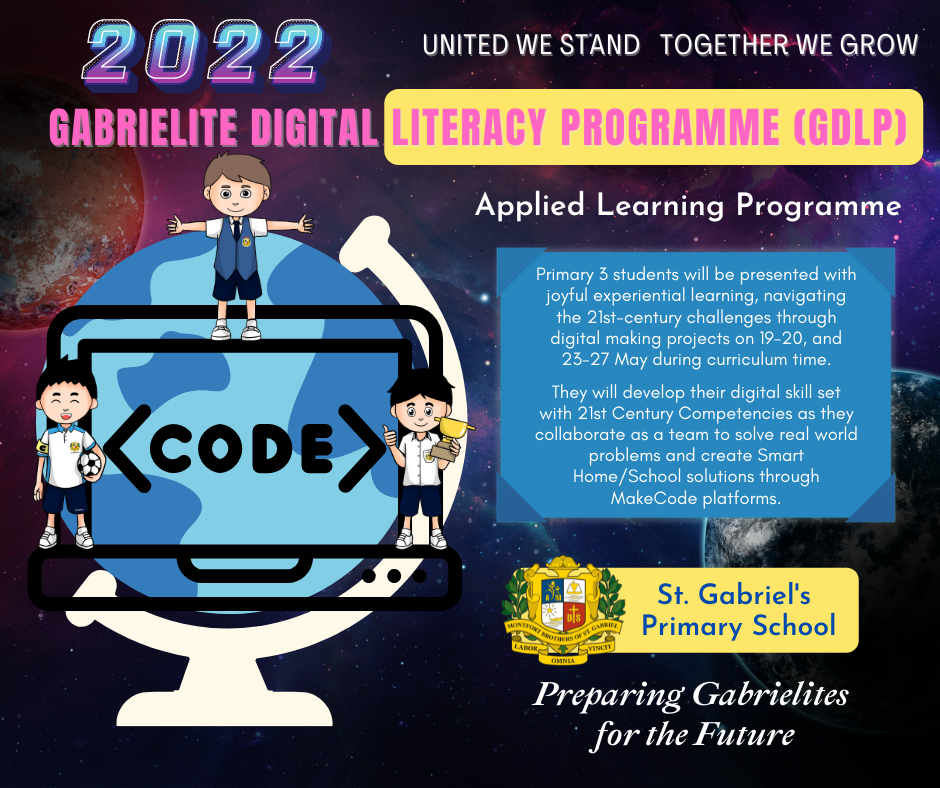 2022
UNITED WE STAND TOGETHER WE GROW
GABRIELITE DIGITAL LITERACY PROGRAMME (GDLP)
Applied Learning Programme
Primary 3 students will be presented with
joyful experiential learning, navigating
the 21st-century challenges through
digital making projects on 19-20, and
23-27 May during curriculum time.
They will develop their digital skill set
with 21st Century Competencies as they
collaborate as a team to solve real world
problems and create Smart
Home/School solutions through
MakeCode platforms.
<CODE>
MONTFORT BROTHERS OF ST. GABRIEL
LABOR VINCIT
OMNIA
St. Gabriel's
Primary School
Preparing Gabrielites
for the Future